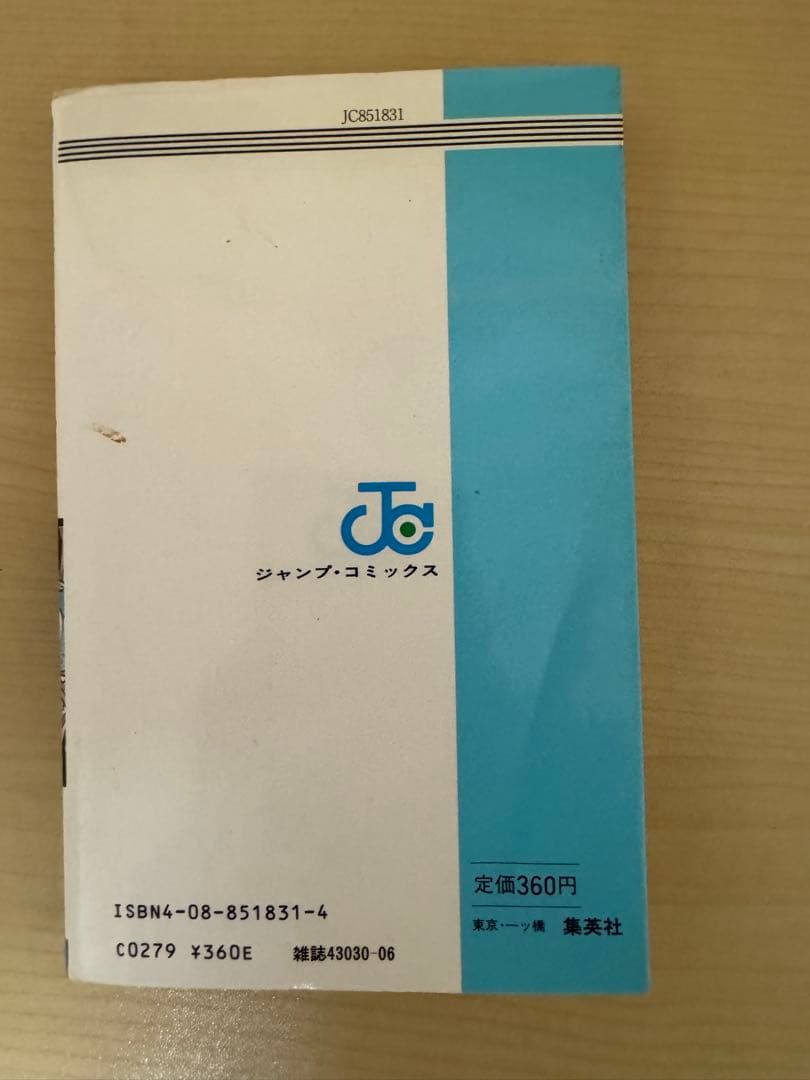 JC851831
JC
ジャンプ・コミックス
定価360円
東京・一ツ橋 集英社
ISBN4-08-851831-4
C0279 ¥360E 雑誌43030-06